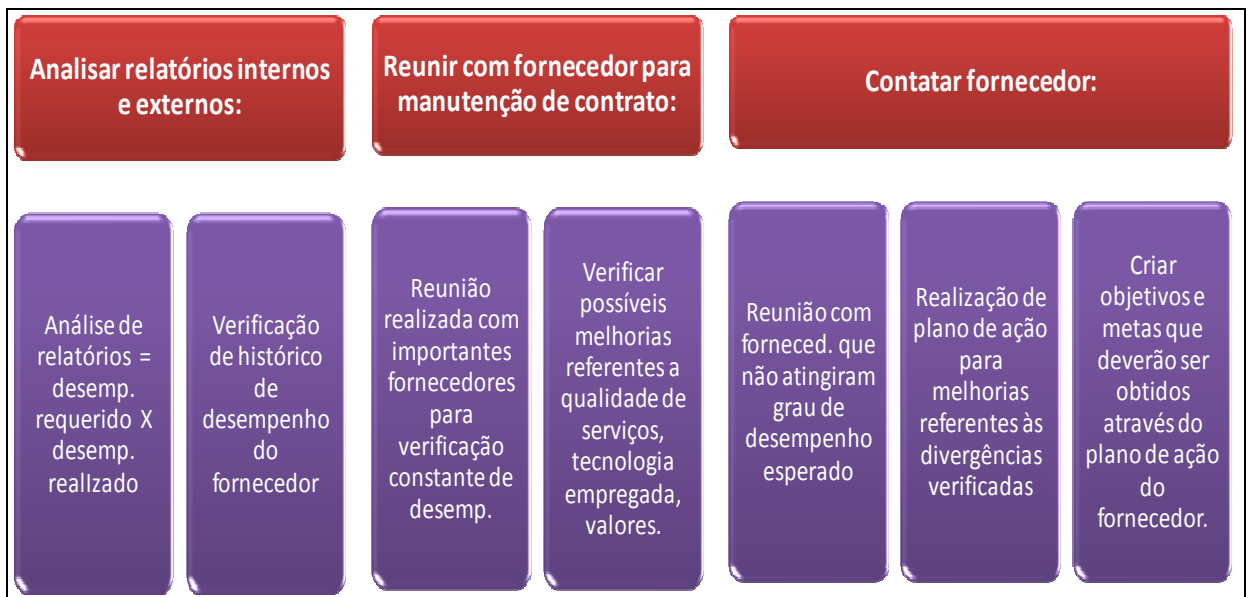 Analisar relatórios internos
e externos:
Reunir com fornecedor para
manutenção de contrato:
Contatar fornecedor:
Análise de
relatórios =
desemp.
requerido X
desemp.
realIzado
Verificação
de histórico
de
desempenho
do
fornecedor
Reunião
realizada com
importantes
fornecedores
para
verificação
constante de
desemp.
Verificar
possíveis
melhorias
referentes a
qualidade de
serviços,
tecnologia
empregada,
valores.
Reunião com
forneced. que
não atingiram
grau de
desempenho
esperado
Realização de
plano de ação
para
melhorias
referentes às
divergências
verificadas
Criar
objetivos e
metas que
deverão ser
obtidos
através do
plano de ação
do
fornecedor.